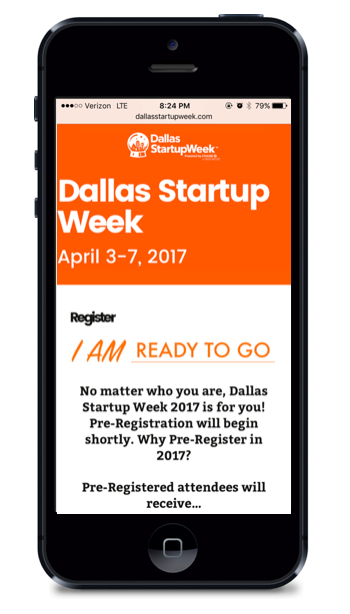 Verizon LTE 8:24 PM 79%
dallasstartupweek.com
Dallas
StartupWeek
Dallas Startup
Week
April 3-7, 2017
Register
I AM READY TO GO
No matter who you are, Dallas
Startup Week 2017 is for you!
Pre-Registration will begin
shortly. Why Pre-Register in
2017?
Pre-Registered attendees will
receive...